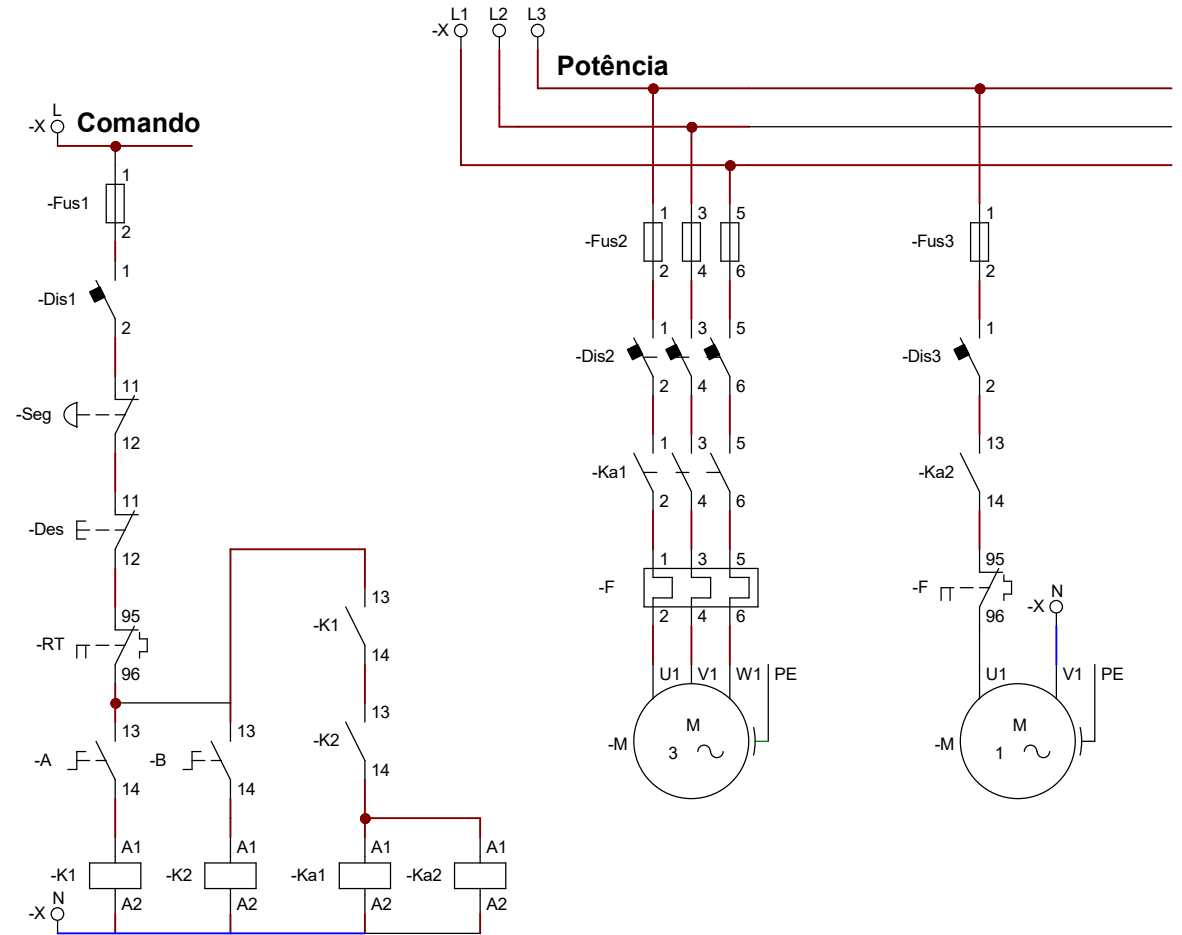 L1 L2 L3
-X
Potência
L
-X
Comando
1
-Fus1
2
1
-Dis1
2
11
-Seg
12
11
-Des
12
95
-RT
96
13
-A
14
13
-B
14
13
-K1
14
13
-K2
14
A1 A1 A1 A1
-K1 -K2 -Ka1 -Ka2
A2 A2 A2 A2
N
-X
1 3 5
-Fus2
2 4 6
1 3 5
-Dis2
2 4 6
1 3 5
-Ka1
2 4 6
1 3 5
-F
2 4 6
U1 V1 W1 PE
M
-M
3
1
-Fus3
2
1
-Dis3
2
13
-Ka2
14
95
-F
96
N
-X
U1 V1 PE
M
-M
1